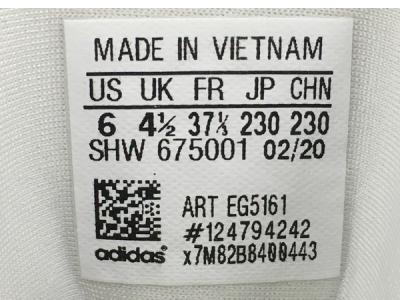 MADE IN VIETNAM
US UK FR JP CHN
6 4½ 37⅓ 230 230
SHW 675001 02/20
ART EG5161
#124794242
adidas x7M82B8400443